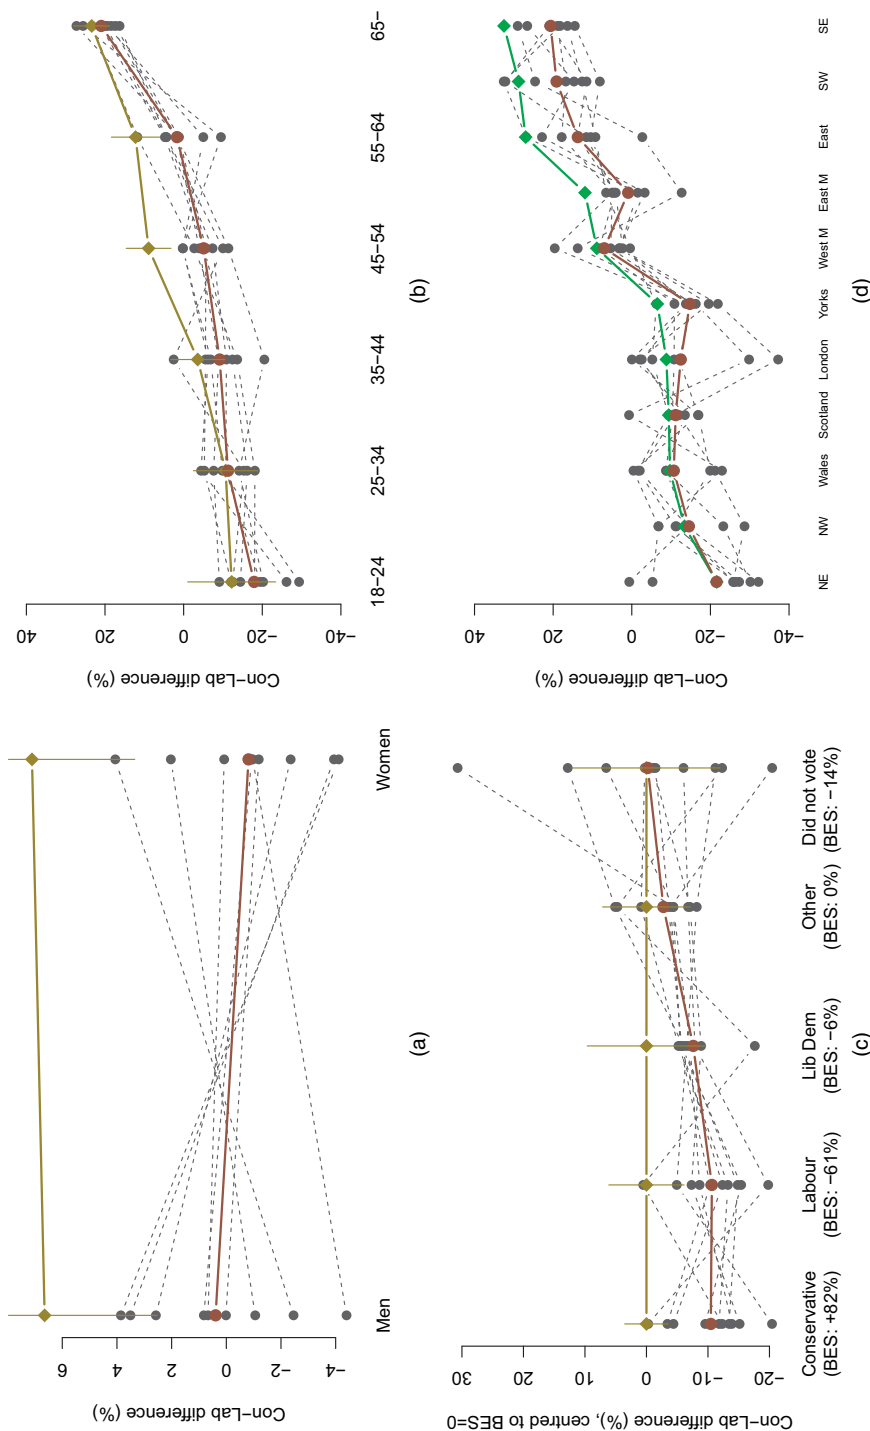 Con−Lab difference (%)
6
4
2
0
−2
−4
Men
Women
(a)
Con−Lab difference (%)
40
20
0
−20
−40
18−24
25−34
35−44
45−54
55−64
65−
(b)
Con−Lab difference (%), centred to BES=0
30
20
10
0
−10
−20
Conservative
(BES: +82%)
Labour
(BES: −61%)
Lib Dem
(BES: −6%)
Other
(BES: 0%)
Did not vote
(BES: −14%)
(c)
Con−Lab difference (%)
40
20
0
−20
−40
NE
NW
Wales
Scotland
London
Yorks
West M
East M
East
SW
SE
(d)